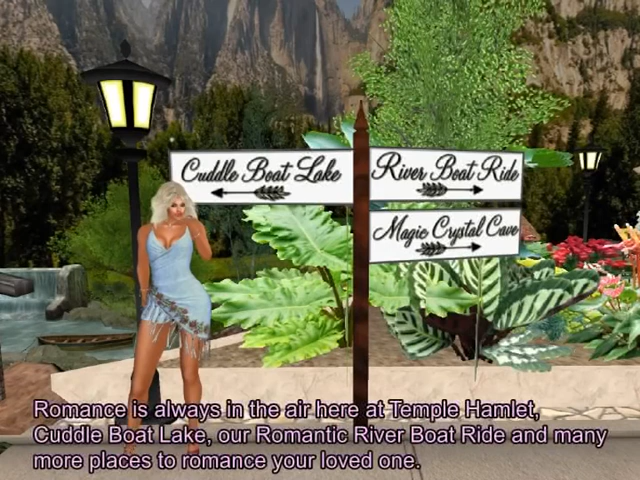 Cuddle Boat Lake
River Boat Ride
Magic Crystal Cave
Romance is always in the air here at Temple Hamlet,
Cuddle Boat Lake, our Romantic River Boat Ride and many
more places to romance your loved one.